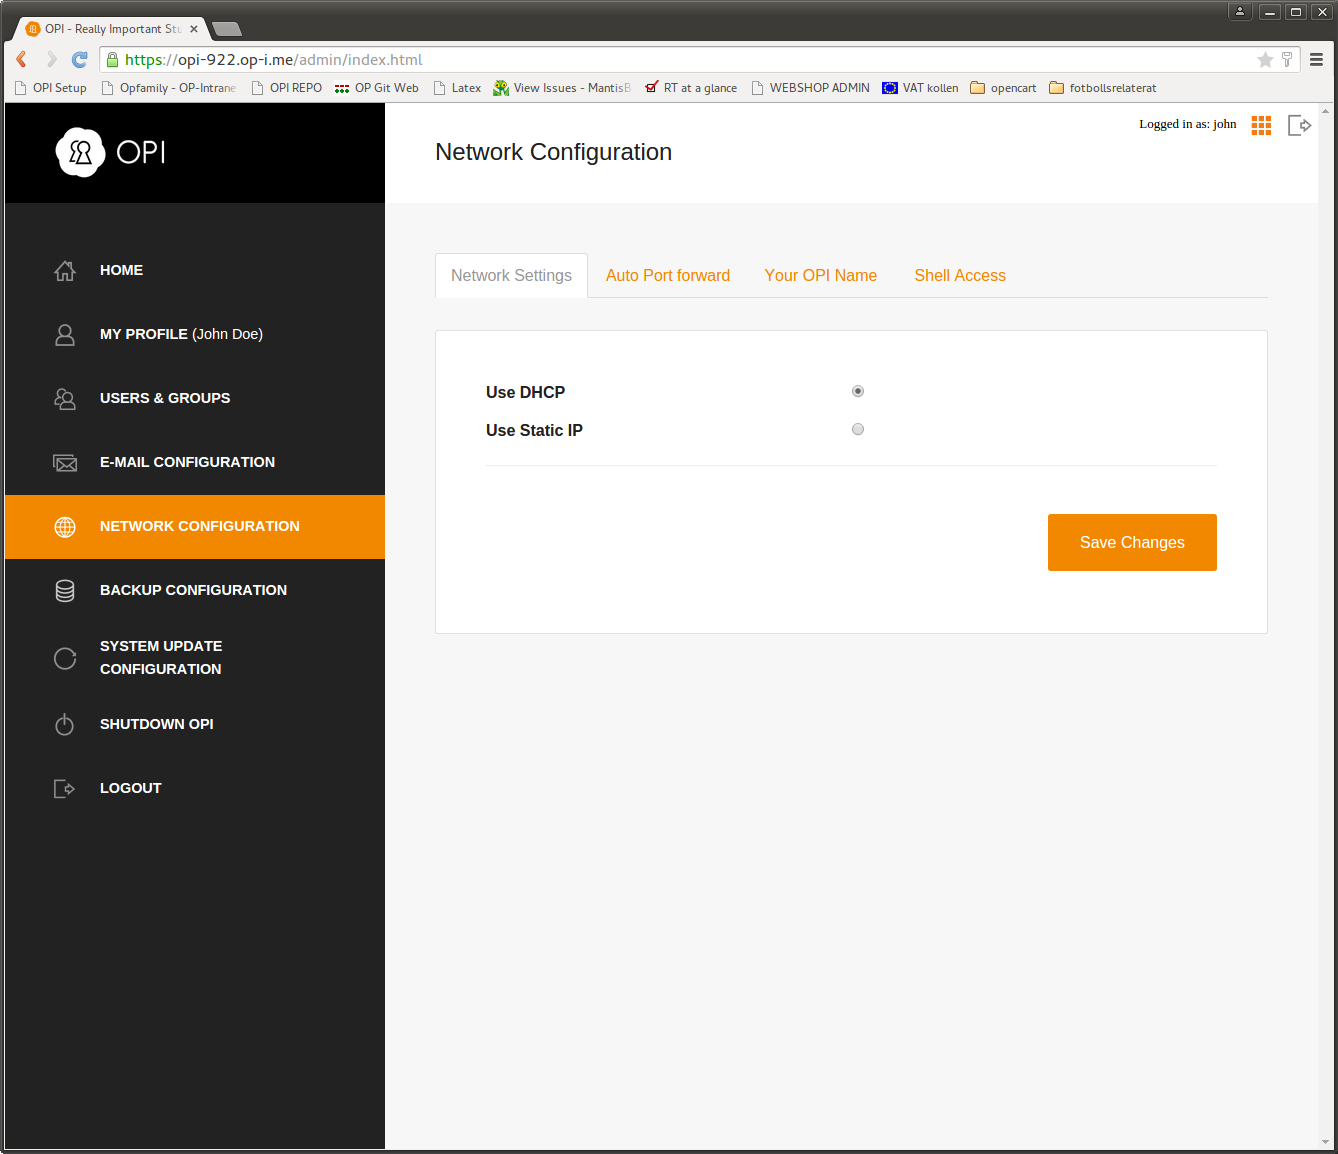 OPI - Really Important Stu
https://opi-922.op-i.me/admin/index.html
OPI Setup Opfamily - OP-Intrane OPI REPO OP Git Web Latex View Issues - MantisB RT at a glance WEBSHOP ADMIN VAT kollen opencart fotbollsrelaterat
OPI
Network Configuration
Logged in as: john
HOME
MY PROFILE (John Doe)
USERS & GROUPS
E-MAIL CONFIGURATION
NETWORK CONFIGURATION
BACKUP CONFIGURATION
SYSTEM UPDATE
CONFIGURATION
SHUTDOWN OPI
LOGOUT
Network Settings Auto Port forward Your OPI Name Shell Access
Use DHCP
Use Static IP
Save Changes